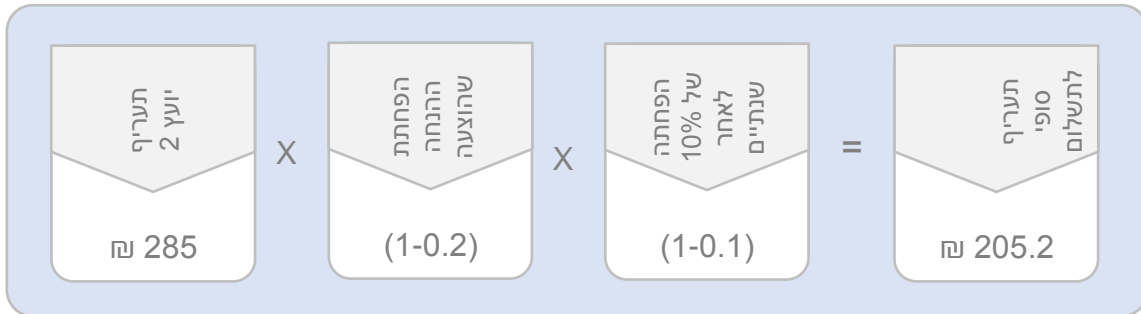 תעריף
יועץ 2
₪ 285
X
הפחתת
ההנחה
שהוצעה
(1-0.2)
X
הפחתה
של 10%
לאחר
שנתיים
(1-0.1)
=
תעריף
סופי
לתשלום
₪ 205.2